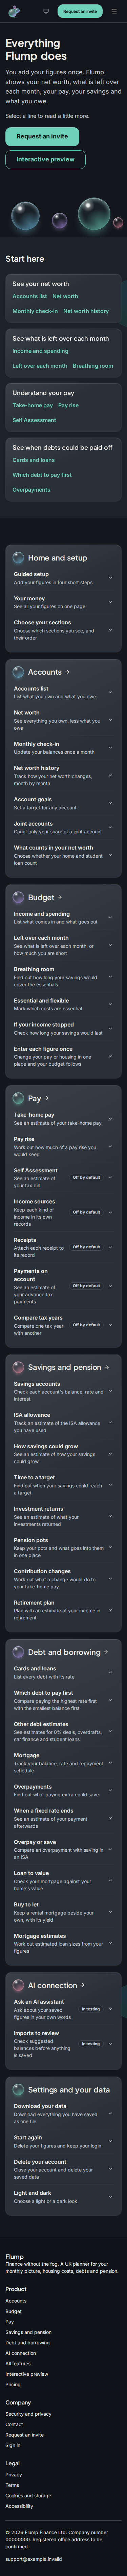 Request an invite
Everything
Flump does
Add your figures once. Flump
shows your net worth, what is left over
each month, your pay, your savings and
what you owe.
Select a line to read a little more.
Request an invite
Interactive preview
Start here
See your net worth
Accounts list Net worth
Monthly check-in Net worth history
See what is left over each month
Income and spending
Left over each month Breathing room
Understand your pay
Take-home pay Pay rise
Self Assessment
See when debts could be paid off
Cards and loans
Which debt to pay first
Overpayments
Home and setup
Guided setup
Add your figures in four short steps
Your money
See all your figures on one page
Choose your sections
Choose which sections you see, and
their order
Accounts →
Accounts list
List what you own and what you owe
Net worth
See everything you own, less what you
owe
Monthly check-in
Update your balances once a month
Net worth history
Track how your net worth changes,
month by month
Account goals
Set a target for any account
Joint accounts
Count only your share of a joint account
What counts in your net worth
Choose whether your home and student
loan count
Budget →
Income and spending
List what comes in and what goes out
Left over each month
See what is left over each month, or
how much you are short
Breathing room
Find out how long your savings would
cover the essentials
Essential and flexible
Mark which costs are essential
If your income stopped
Check how long your savings would last
Enter each figure once
Change your pay or housing in one
place and your budget follows
Pay →
Take-home pay
See an estimate of your take-home pay
Pay rise
Work out how much of a pay rise you
would keep
Self Assessment
See an estimate of
your tax bill
Off by default
Income sources
Keep each kind of
income in its own
records
Off by default
Receipts
Attach each receipt to
its record
Off by default
Payments on
account
See an estimate of
your advance tax
payments
Off by default
Compare tax years
Compare one tax year
with another
Off by default
Savings and pension →
Savings accounts
Check each account's balance, rate and
interest
ISA allowance
Track an estimate of the ISA allowance
you have used
How savings could grow
See an estimate of how your savings
could grow
Time to a target
Find out when your savings could reach
a target
Investment returns
See an estimate of what your
investments returned
Pension pots
Keep your pots and what goes into them
in one place
Contribution changes
Work out what a change would do to
your take-home pay
Retirement plan
Plan with an estimate of your income in
retirement
Debt and borrowing →
Cards and loans
List every debt with its rate
Which debt to pay first
Compare paying the highest rate first
with the smallest balance first
Other debt estimates
See estimates for 0% deals, overdrafts,
car finance and student loans
Mortgage
Track your balance, rate and repayment
schedule
Overpayments
Find out what paying extra could save
When a fixed rate ends
See an estimate of your payment
afterwards
Overpay or save
Compare an overpayment with saving in
an ISA
Loan to value
Check your mortgage against your
home's value
Buy to let
Keep a rental mortgage beside your
own, with its yield
Mortgage estimates
Work out estimated loan sizes from your
figures
AI connection →
Ask an AI assistant
Ask about your saved
figures in your own words
In testing
Imports to review
Check suggested
balances before anything
is saved
In testing
Settings and your data
Download your data
Download everything you have saved
as one file
Start again
Delete your figures and keep your login
Delete your account
Close your account and delete your
saved data
Light and dark
Choose a light or a dark look
Flump
Finance without the fog. A UK planner for your
monthly picture, housing costs, debts and pension.
Product
Accounts
Budget
Pay
Savings and pension
Debt and borrowing
AI connection
All features
Interactive preview
Pricing
Company
Security and privacy
Contact
Request an invite
Sign in
Legal
Privacy
Terms
Cookies and storage
Accessibility
© 2026 Flump Finance Ltd. Company number
00000000. Registered office address to be
confirmed.
support@example.invalid